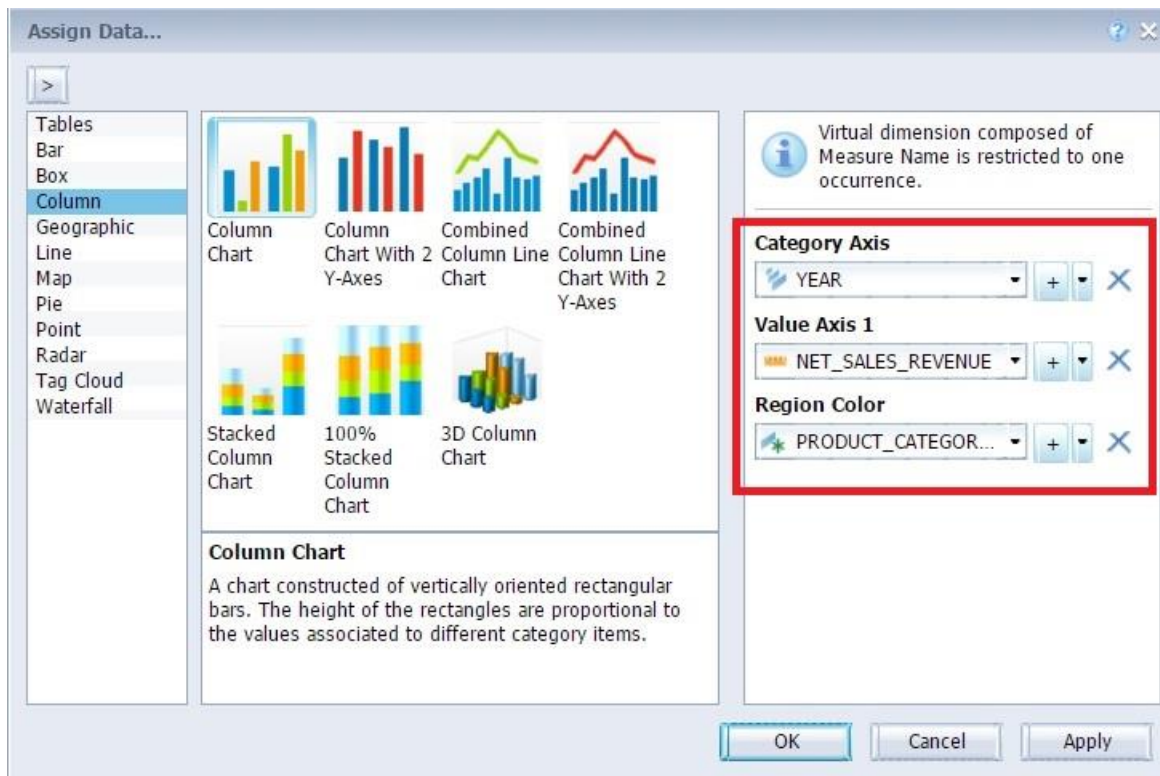 Assign Data...
>
Tables
Bar
Box
Column
Geographic
Line
Map
Pie
Point
Radar
Tag Cloud
Waterfall
Column
Chart
Column
Chart With 2
Y-Axes
Combined
Column Line
Chart
Combined
Column Line
Chart With 2
Y-Axes
Stacked
Column
Chart
100%
Stacked
Column
Chart
3D Column
Chart
Column Chart
A chart constructed of vertically oriented rectangular
bars. The height of the rectangles are proportional to
the values associated to different category items.
Virtual dimension composed of
Measure Name is restricted to one
occurrence.
Category Axis
YEAR
Value Axis 1
NET_SALES_REVENUE
Region Color
PRODUCT_CATEGOR...
OK
Cancel
Apply